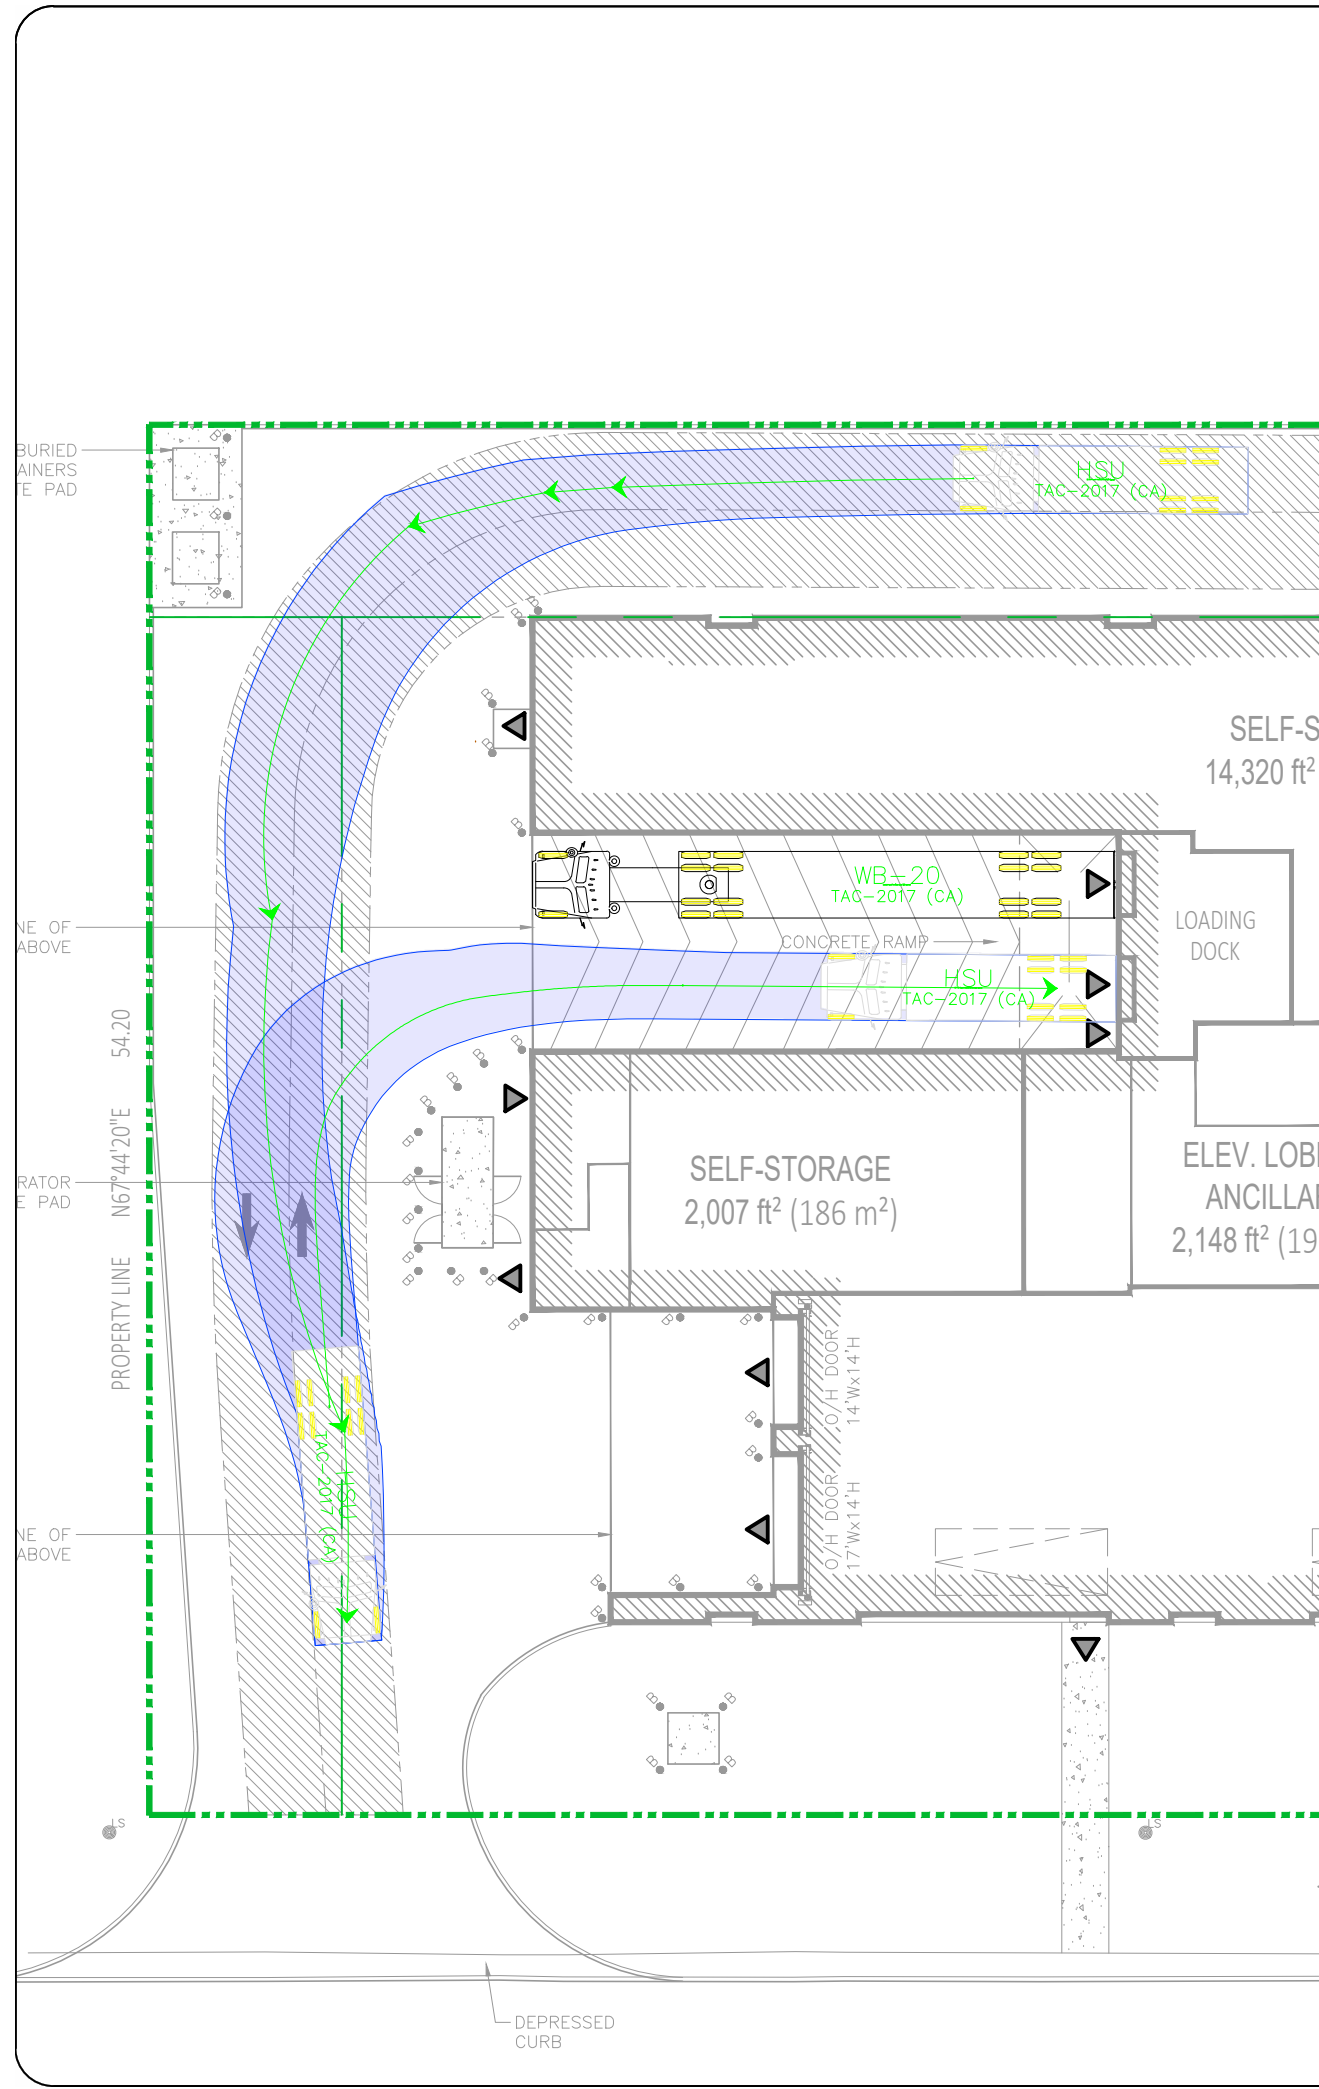 BURIED
AINERS
TE PAD
HSU
TAC-2017 (CA)
SELF-S
14,320 ft²
WB-20
TAC-2017 (CA)
LOADING
DOCK
CONCRETE RAMP
NE OF
ABOVE
HSU
TAC-2017 (CA)
PROPERTY LINE N67°44'20"E 54.20
RATOR
E PAD
SELF-STORAGE
2,007 ft² (186 m²)
ELEV. LOB
ANCILLA
2,148 ft² (19
O/H DOOR
14'Wx14'H
O/H DOOR
17'Wx14'H
HSU
TAC-2017 (CA)
NE OF
ABOVE
LS
LS
DEPRESSED
CURB